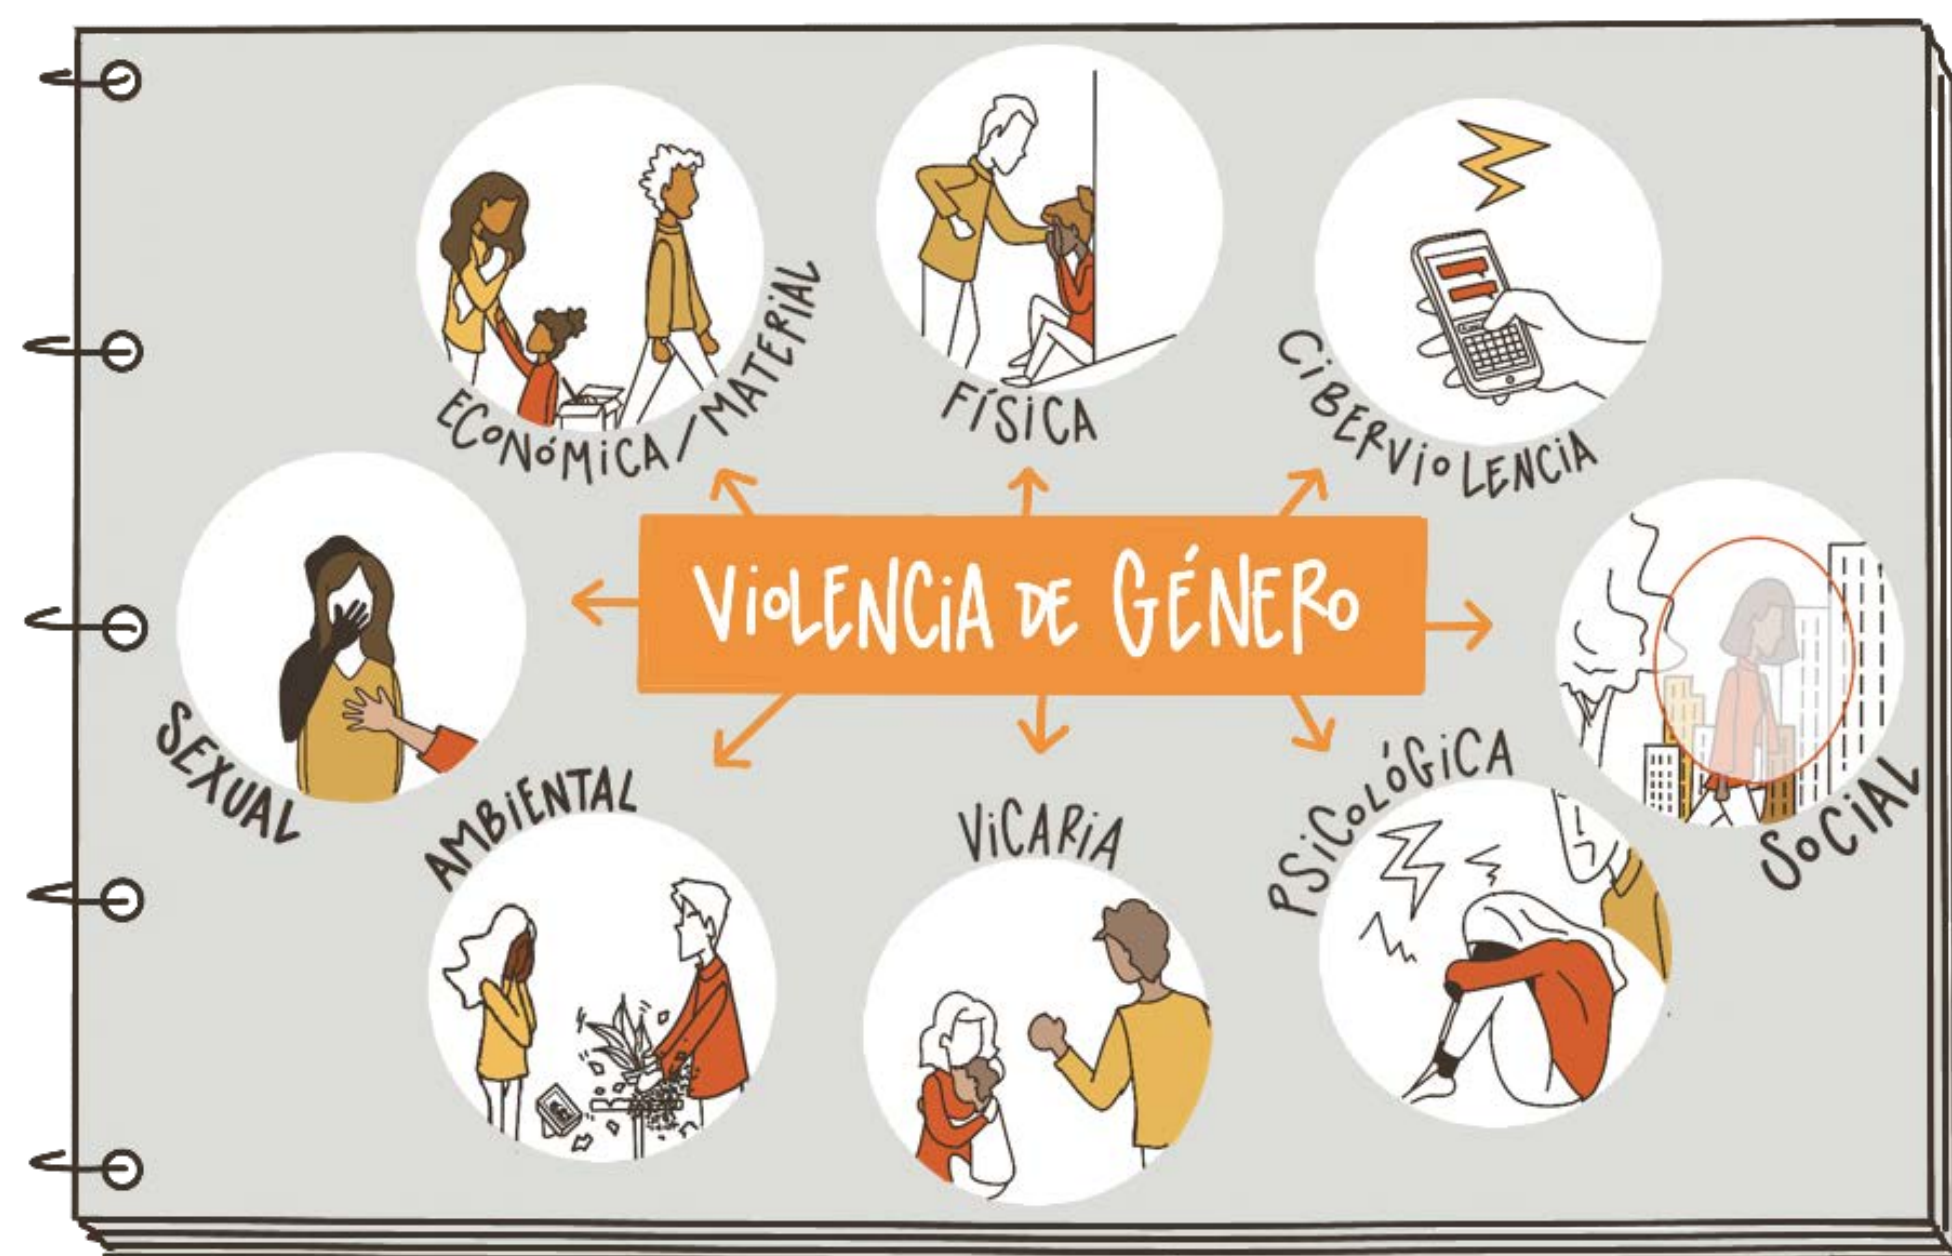 ECONÓMICA/MATERIAL
FÍSICA
CIBERVIOLENCIA
VIOLENCIA DE GÉNERO
SEXUAL
SOCIAL
AMBIENTAL
VICARIA
PSICOLÓGICA